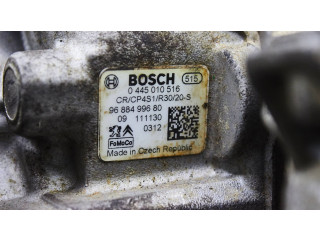 BOSCH 515
0 445 010 516
CR/CP4S1/R30/20-S
96 884 996 80
09 111130
0312
FoMoCo
Made in Czech Republic